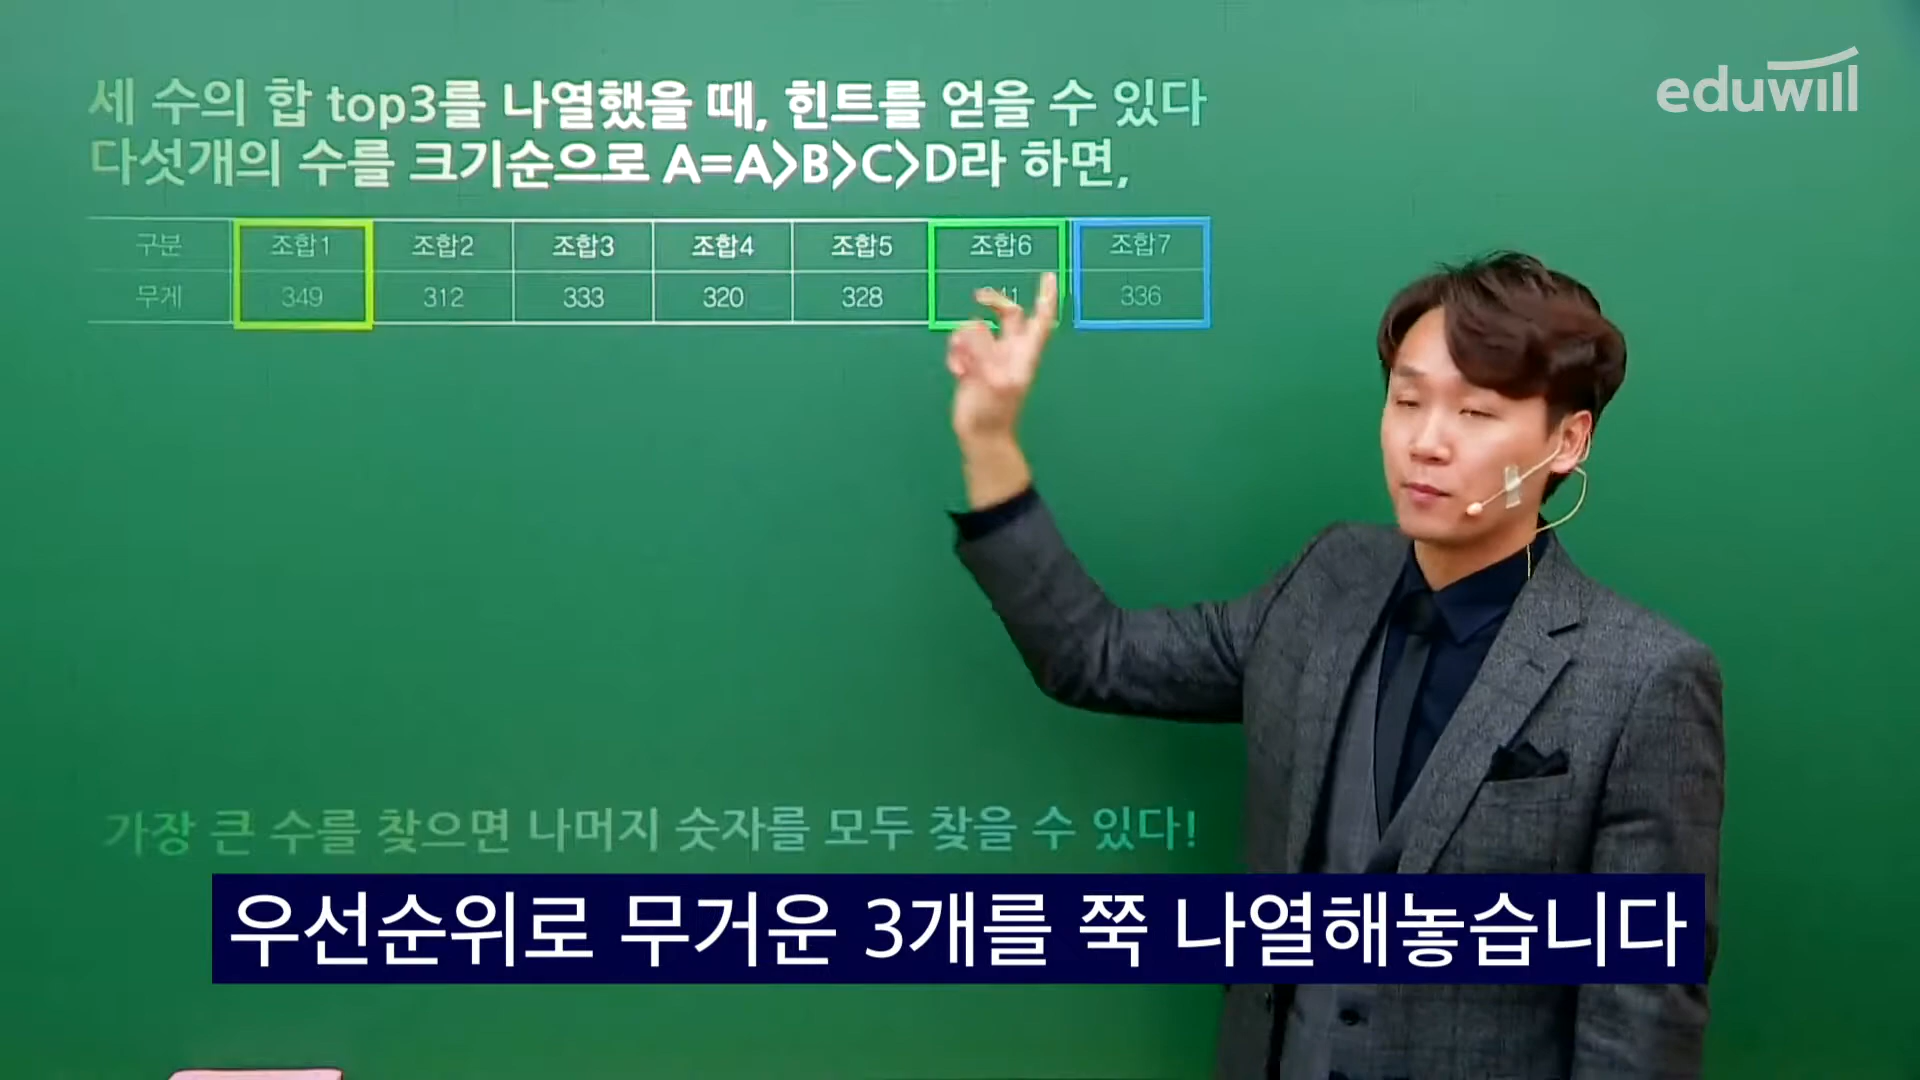 eduwill
세 수의 합 top3를 나열했을 때, 힌트를 얻을 수 있다
다섯개의 수를 크기순으로 A=A>B>C>D라 하면,
구분 조합1 조합2 조합3 조합4 조합5 조합6 조합7
무게 349 312 333 320 328 341 336
가장 큰 수를 찾으면 나머지 숫자를 모두 찾을 수 있다!
우선순위로 무거운 3개를 쭉 나열해놓습니다